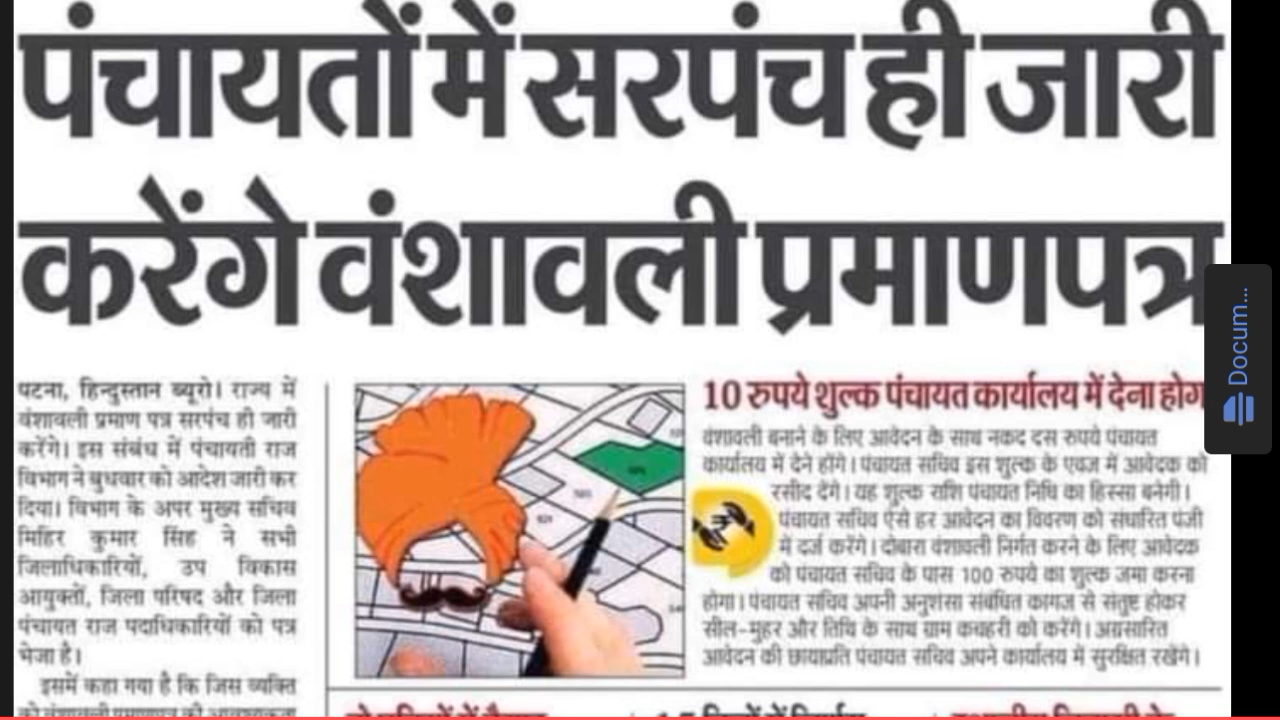 पंचायतों में सरपंच ही जारी
करेंगे वंशावली प्रमाणपत्र
पटना, हिन्दुस्तान ब्यूरो। राज्य में
वंशावली प्रमाण पत्र सरपंच ही जारी
करेंगे। इस संबंध में पंचायती राज
विभाग ने बुधवार को आदेश जारी कर
दिया। विभाग के अपर मुख्य सचिव
मिहिर कुमार सिंह ने सभी
जिलाधिकारियों, उप विकास
आयुक्तों, जिला परिषद और जिला
पंचायत राज पदाधिकारियों को पत्र
भेजा है।
इसमें कहा गया है कि जिस व्यक्ति
को वंशावली प्रमाणपत्र की आवश्यकता
10 रुपये शुल्क पंचायत कार्यालय में देना होग
वंशावली बनाने के लिए आवेदन के साथ नकद दस रुपये पंचायत
कार्यालय में देने होंगे। पंचायत सचिव इस शुल्क के एवज में आवेदक को
रसीद देंगे। यह शुल्क राशि पंचायत निधि का हिस्सा बनेगी।
पंचायत सचिव ऐसे हर आवेदन का विवरण को संधारित पंजी
में दर्ज करेंगे। दोबारा वंशावली निर्गत करने के लिए आवेदक
को पंचायत सचिव के पास 100 रुपये का शुल्क जमा करना
होगा। पंचायत सचिव अपनी अनुशंसा संबंधित कागज से संतुष्ट होकर
सील-मुहर और तिथि के साथ ग्राम कचहरी को करेंगे। अग्रसारित
आवेदन की छायाप्रति पंचायत सचिव अपने कार्यालय में सुरक्षित रखेंगे।
Docum...